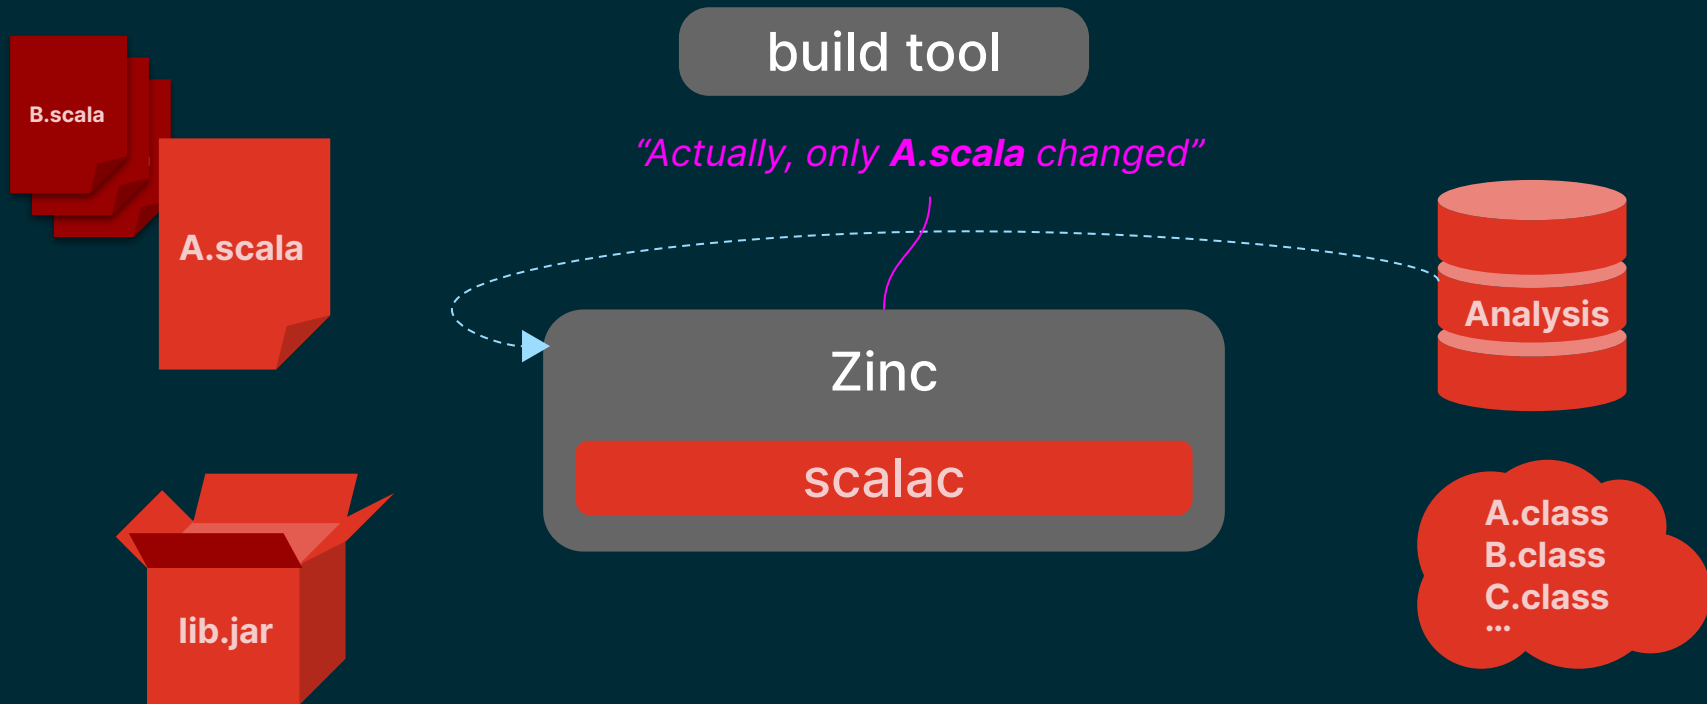 build tool
B.scala
“Actually, only A.scala changed”
A.scala
Analysis
Zinc
scalac
A.class
B.class
C.class
...
lib.jar